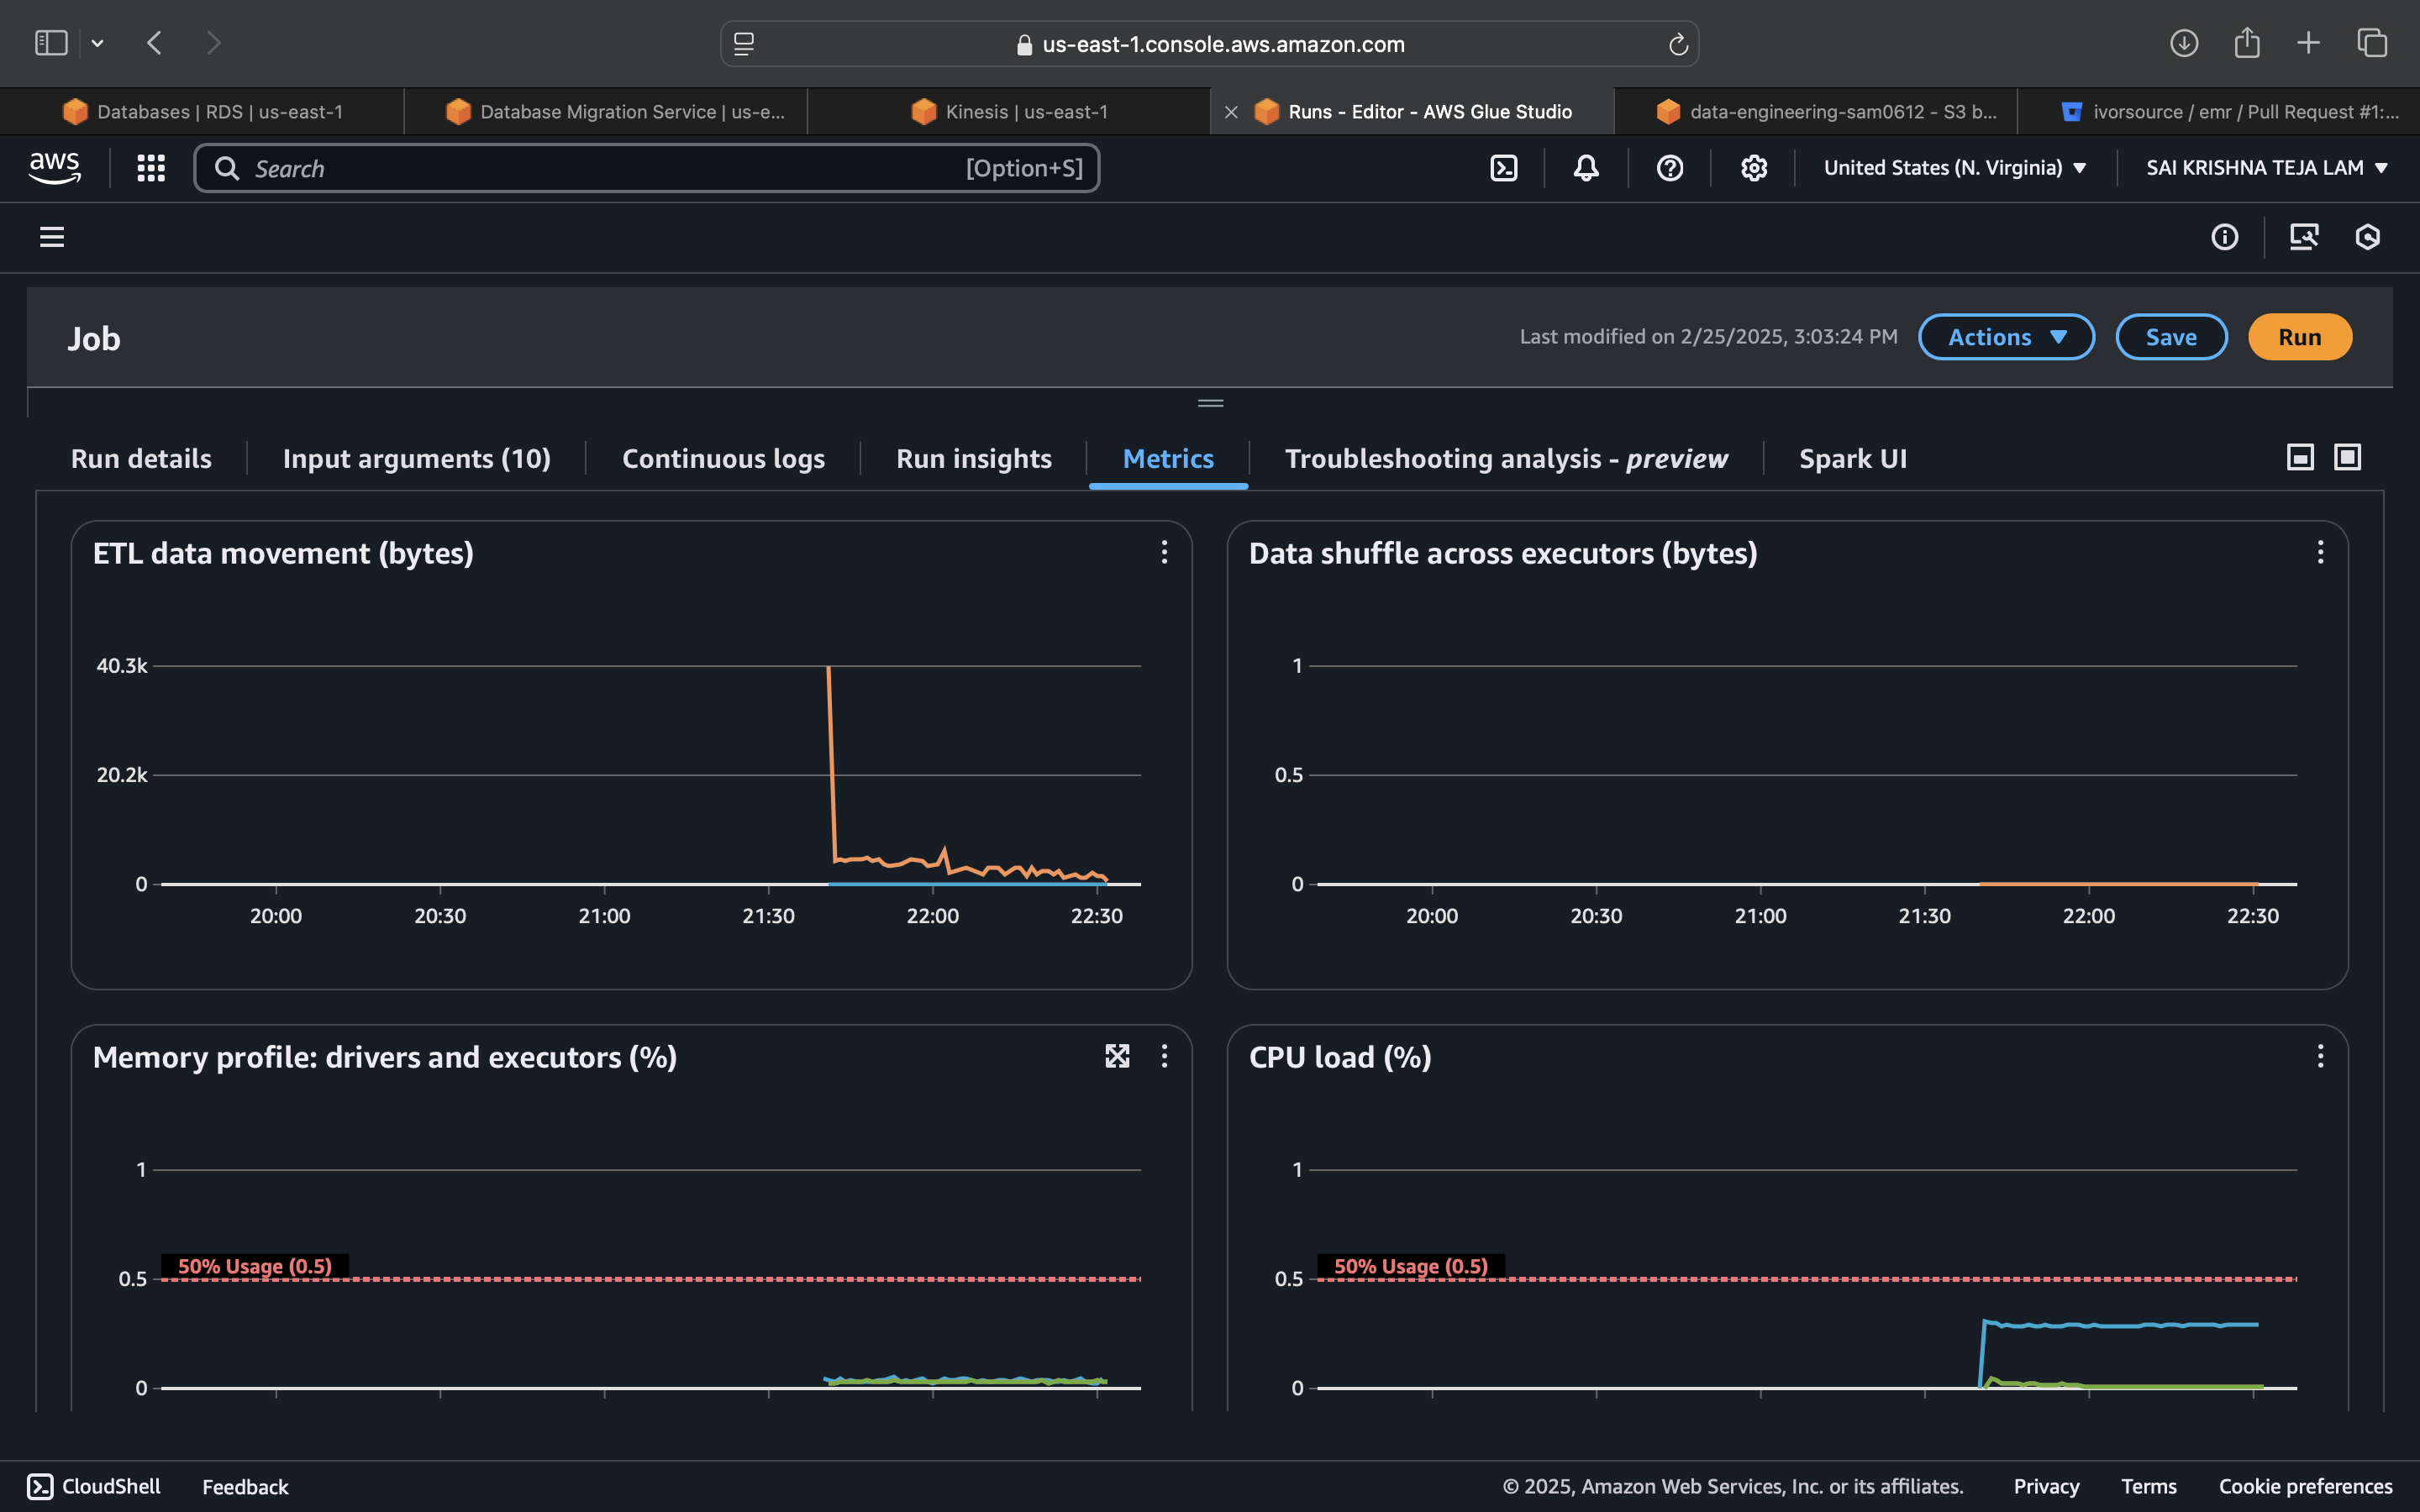 us-east-1.console.aws.amazon.com
Databases | RDS | us-east-1
Database Migration Service | us-e...
Kinesis | us-east-1
Runs - Editor - AWS Glue Studio
data-engineering-sam0612 - S3 b...
ivorsource / emr / Pull Request #1:...
aws
Search
[Option+S]
United States (N. Virginia)
SAI KRISHNA TEJA LAM
Job
Last modified on 2/25/2025, 3:03:24 PM
Actions
Save
Run
Run details
Input arguments (10)
Continuous logs
Run insights
Metrics
Troubleshooting analysis - preview
Spark UI
ETL data movement (bytes)
40.3k
20.2k
0
20:00 20:30 21:00 21:30 22:00 22:30
Data shuffle across executors (bytes)
1
0.5
0
20:00 20:30 21:00 21:30 22:00 22:30
Memory profile: drivers and executors (%)
1
50% Usage (0.5)
0.5
0
CPU load (%)
1
50% Usage (0.5)
0.5
0
CloudShell
Feedback
© 2025, Amazon Web Services, Inc. or its affiliates.
Privacy
Terms
Cookie preferences